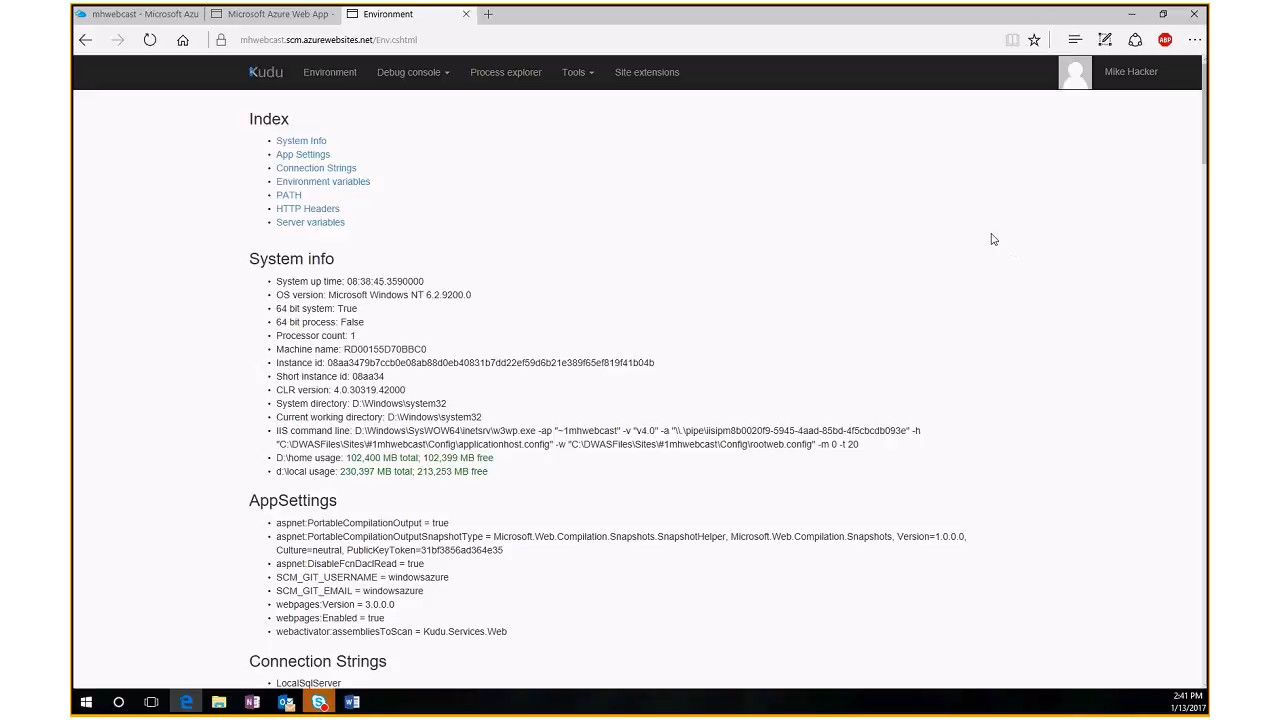 mhwebcast - Microsoft Azu
Microsoft Azure Web App -
Environment
mhwebcast.scm.azurewebsites.net/Env.cshtml
ABP
Kudu Environment Debug console Process explorer Tools Site extensions Mike Hacker
Index
System Info
App Settings
Connection Strings
Environment variables
PATH
HTTP Headers
Server variables
System info
System up time: 08:38:45.3590000
OS version: Microsoft Windows NT 6.2.9200.0
64 bit system: True
64 bit process: False
Processor count: 1
Machine name: RD00155D70BBC0
Instance id: 08aa3479b7ccb0e08ab88d0eb40831b7dd22ef59d6b21e389f65ef819f41b04b
Short instance id: 08aa34
CLR version: 4.0.30319.42000
System directory: D:\Windows\system32
Current working directory: D:\Windows\system32
IIS command line: D:\Windows\SysWOW64\inetsrv\w3wp.exe -ap "~1mhwebcast" -v "v4.0" -a "\\.\pipe\iisipm8b0020f9-5945-4aad-85bd-4f5cbcdb093e" -h
"C:\DWASFiles\Sites\#1mhwebcast\Config\applicationhost.config" -w "C:\DWASFiles\Sites\#1mhwebcast\Config\rootweb.config" -m 0 -t 20
D:\home usage: 102,400 MB total; 102,399 MB free
d:\local usage: 230,397 MB total; 213,253 MB free
AppSettings
aspnet:PortableCompilationOutput = true
aspnet:PortableCompilationOutputSnapshotType = Microsoft.Web.Compilation.Snapshots.SnapshotHelper, Microsoft.Web.Compilation.Snapshots, Version=1.0.0.0,
Culture=neutral, PublicKeyToken=31bf3856ad364e35
aspnet:DisableFcnDaclRead = true
SCM_GIT_USERNAME = windowsazure
SCM_GIT_EMAIL = windowsazure
webpages:Version = 3.0.0.0
webpages:Enabled = true
webactivator:assembliesToScan = Kudu.Services.Web
Connection Strings
LocalSqlServer
2:41 PM
1/13/2017